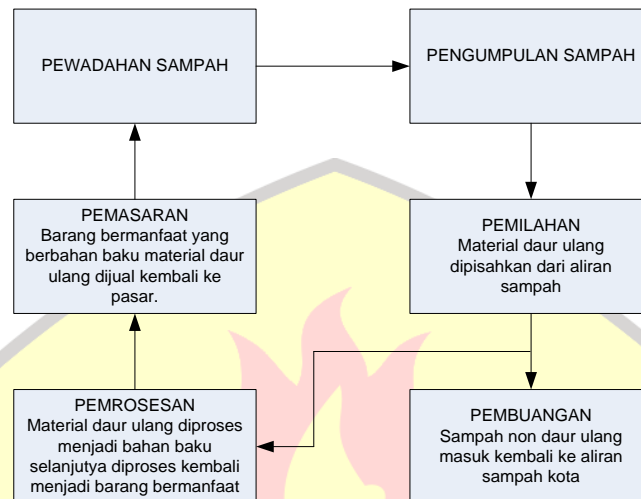 PEWADAHAN SAMPAH
PENGUMPULAN SAMPAH
PEMASARAN
Barang bermanfaat yang
berbahan baku material daur
ulang dijual kembali ke
pasar.
PEMILAHAN
Material daur ulang
dipisahkan dari aliran
sampah
PEMROSESAN
Material daur ulang diproses
menjadi bahan baku
selanjutya diproses kembali
menjadi barang bermanfaat
PEMBUANGAN
Sampah non daur ulang
masuk kembali ke aliran
sampah kota